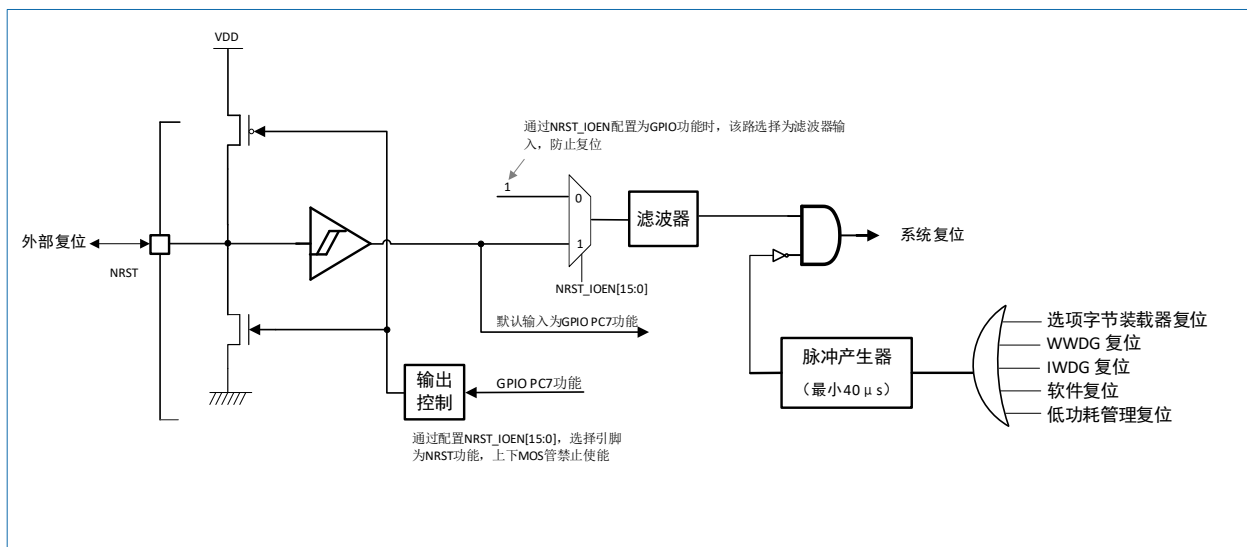 VDD
通过NRST_IOEN配置为GPIO功能时，该路选择为滤波器输
入，防止复位
1
0
滤波器
外部复位
1
系统复位
NRST
NRST_IOEN[15:0]
默认输入为GPIO PC7功能
选项字节装载器复位
WWDG 复位
IWDG 复位
软件复位
低功耗管理复位
脉冲产生器
（最小40μs）
输出
控制
GPIO PC7功能
通过配置NRST_IOEN[15:0]，选择引脚
为NRST功能，上下MOS管禁止使能